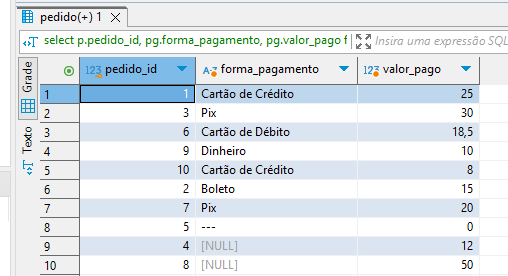 pedido(+) 1
select p.pedido_id, pg.forma_pagamento, pg.valor_pago f
Insira uma expressão SQL
Grade
Texto
123 pedido_id A-Z forma_pagamento 123 valor_pago
1 1 Cartão de Crédito 25
2 3 Pix 30
3 6 Cartão de Débito 18,5
4 9 Dinheiro 10
5 10 Cartão de Crédito 8
6 2 Boleto 15
7 7 Pix 20
8 5 --- 0
9 4 [NULL] 12
10 8 [NULL] 50